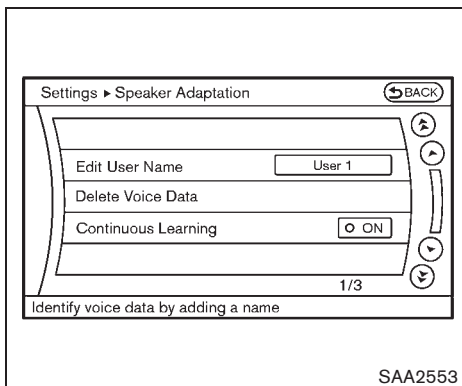 Settings ▸ Speaker Adaptation BACK
Edit User Name User 1
Delete Voice Data
Continuous Learning ON
1/3
Identify voice data by adding a name
SAA2553